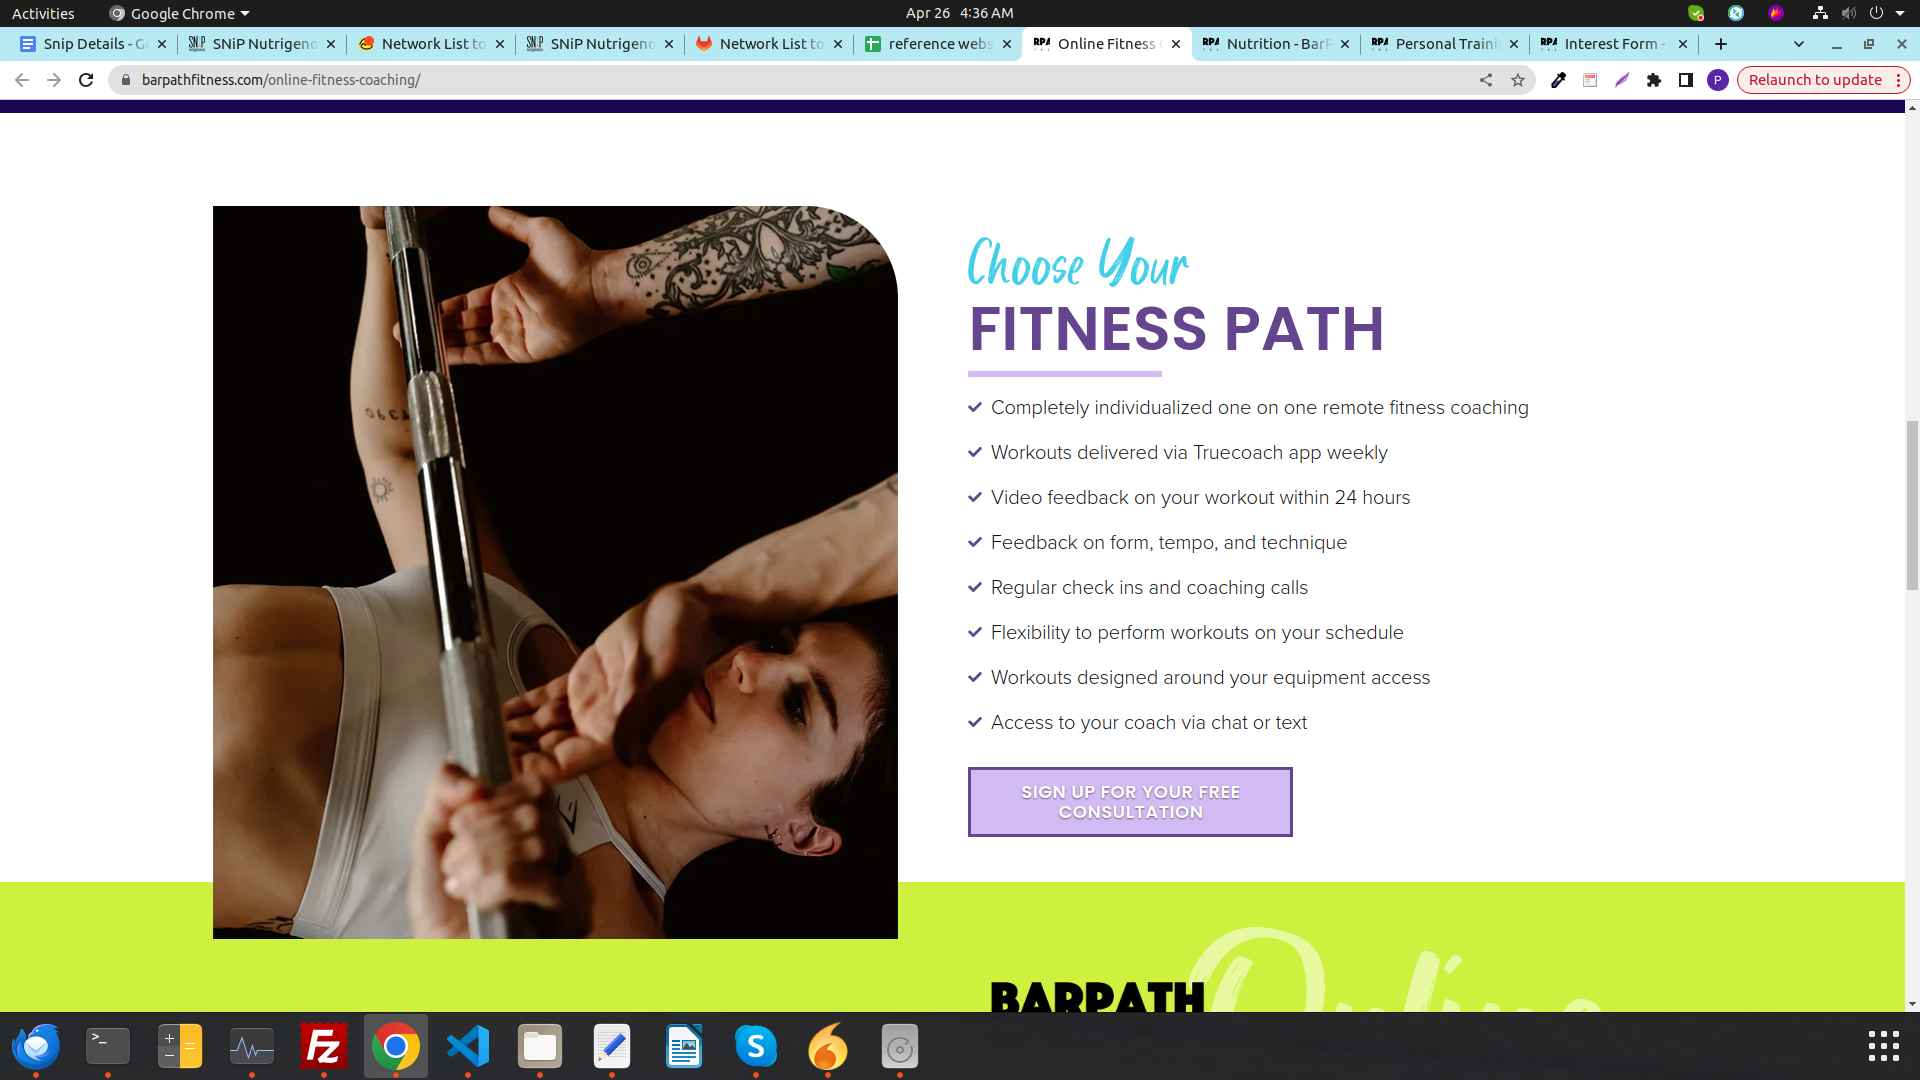 Activities
Google Chrome
Apr 26 4:36 AM
Snip Details - G
SNiP Nutrigeno
Network List to
SNiP Nutrigeno
Network List to
reference webs
Online Fitness
Nutrition - BarP
Personal Trainin
Interest Form -
barpathfitness.com/online-fitness-coaching/
P
Relaunch to update
Choose Your
FITNESS PATH
Completely individualized one on one remote fitness coaching
Workouts delivered via Truecoach app weekly
Video feedback on your workout within 24 hours
Feedback on form, tempo, and technique
Regular check ins and coaching calls
Flexibility to perform workouts on your schedule
Workouts designed around your equipment access
Access to your coach via chat or text
SIGN UP FOR YOUR FREE
CONSULTATION
Online
BARPATH